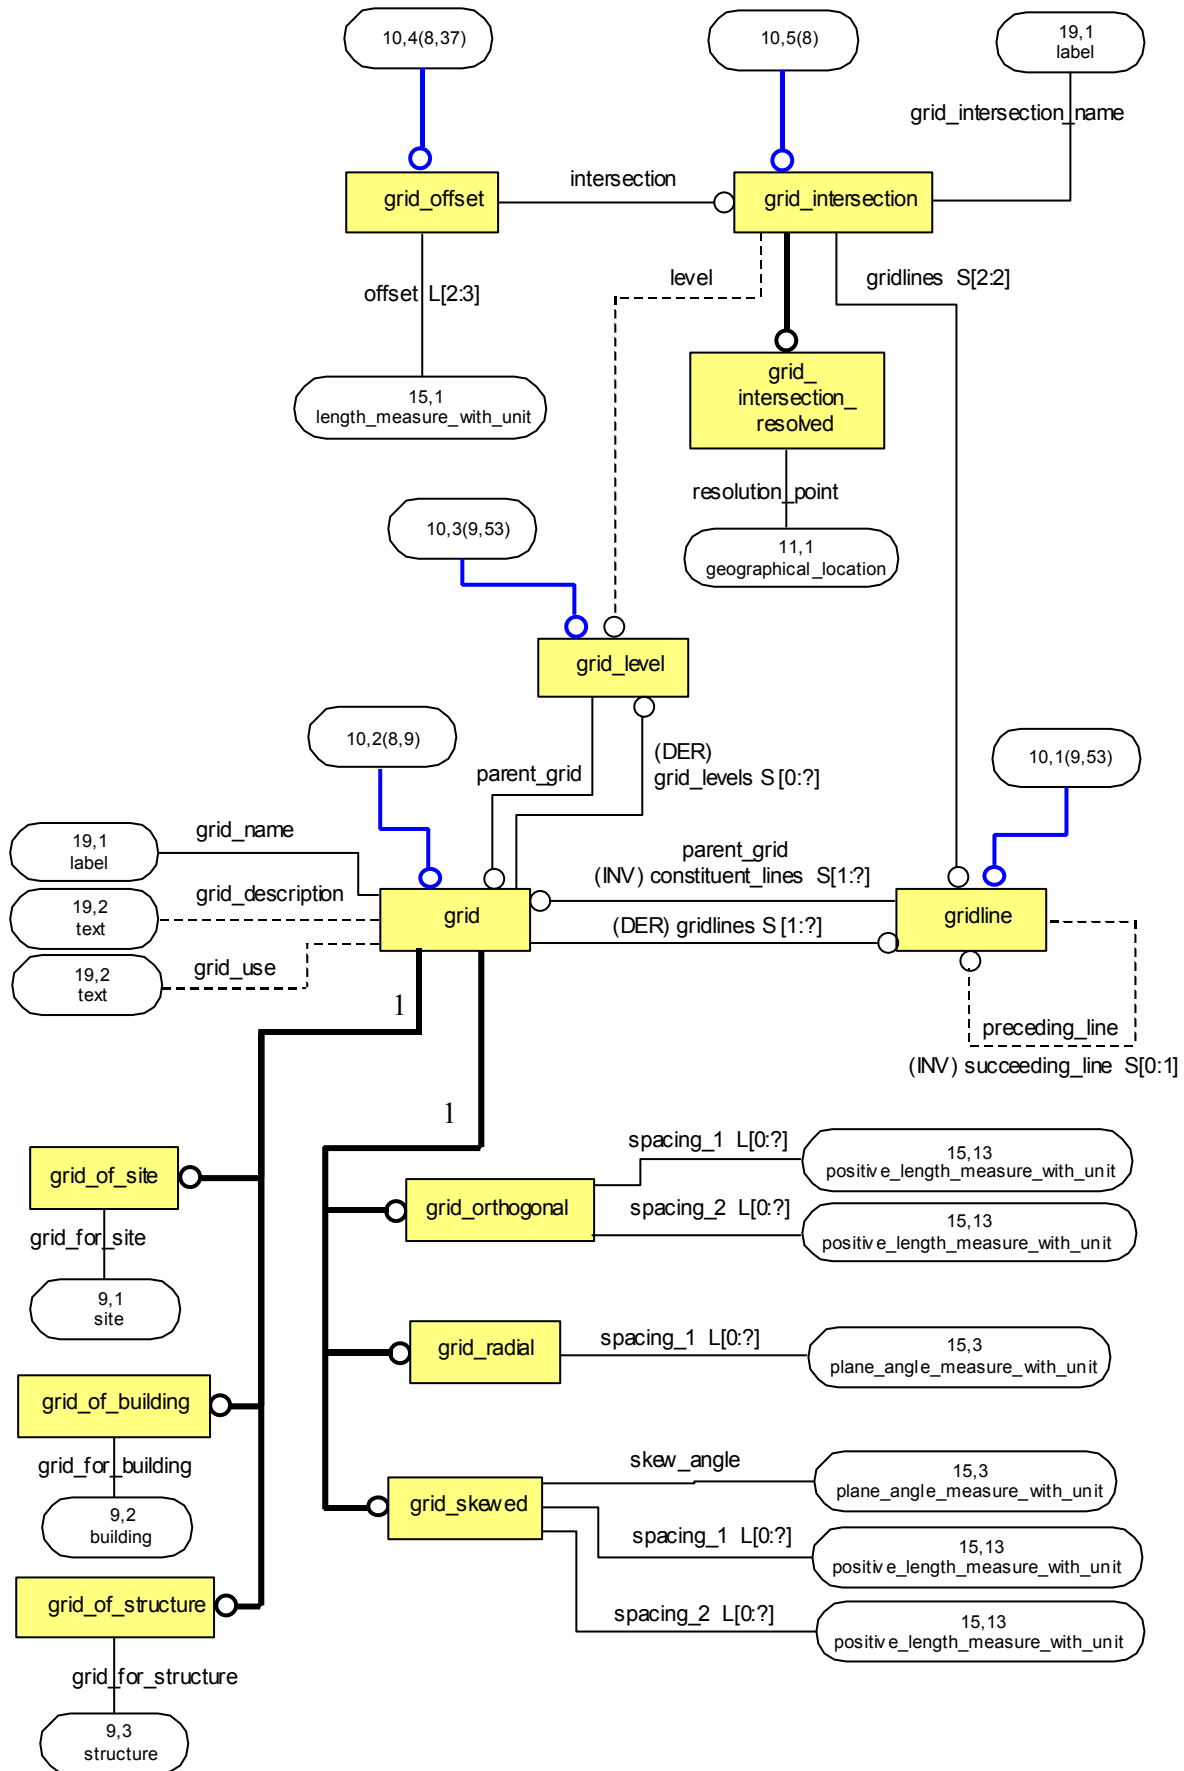 10,4(8,37)
10,5(8)
19,1
label
grid_intersection_name
grid_offset
intersection
grid_intersection
offset L[2:3]
level
gridlines S[2:2]
15,1
length_measure_with_unit
grid_
intersection_
resolved
resolution_point
10,3(9,53)
11,1
geographical_location
grid_level
10,2(8,9)
parent_grid
(DER)
grid_levels S [0:?]
10,1(9,53)
19,1
label
grid_name
parent_grid
(INV) constituent_lines S[1:?]
grid_description
19,2
text
grid
(DER) gridlines S [1:?]
gridline
19,2
text
grid_use
1
preceding_line
(INV) succeeding_line S[0:1]
1
grid_of_site
grid_for_site
9,1
site
spacing_1 L[0:?]
15,13
positive_length_measure_with_unit
grid_orthogonal
spacing_2 L[0:?]
15,13
positive_length_measure_with_unit
grid_radial
spacing_1 L[0:?]
15,3
plane_angle_measure_with_unit
grid_of_building
grid_for_building
9,2
building
skew_angle
15,3
plane_angle_measure_with_unit
grid_skewed
spacing_1 L[0:?]
15,13
positive_length_measure_with_unit
spacing_2 L[0:?]
15,13
positive_length_measure_with_unit
grid_of_structure
grid_for_structure
9,3
structure